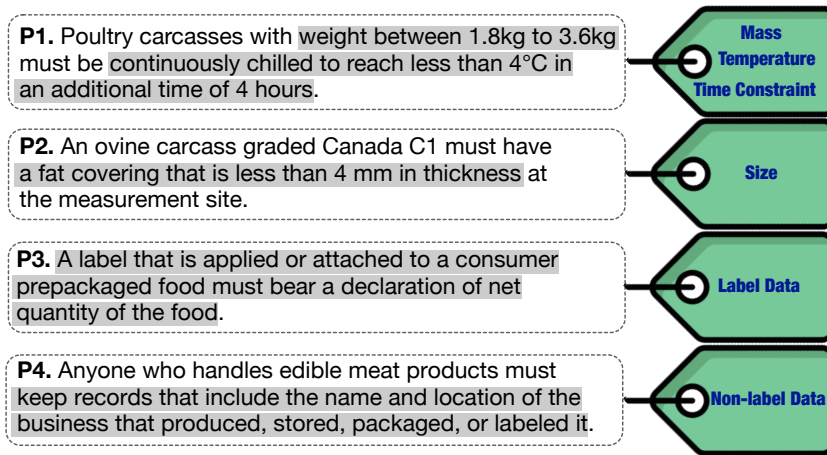 P1. Poultry carcasses with weight between 1.8kg to 3.6kg
must be continuously chilled to reach less than 4°C in
an additional time of 4 hours.
Mass
Temperature
Time Constraint
P2. An ovine carcass graded Canada C1 must have
a fat covering that is less than 4 mm in thickness at
the measurement site.
Size
P3. A label that is applied or attached to a consumer
prepackaged food must bear a declaration of net
quantity of the food.
Label Data
P4. Anyone who handles edible meat products must
keep records that include the name and location of the
business that produced, stored, packaged, or labeled it.
Non-label Data